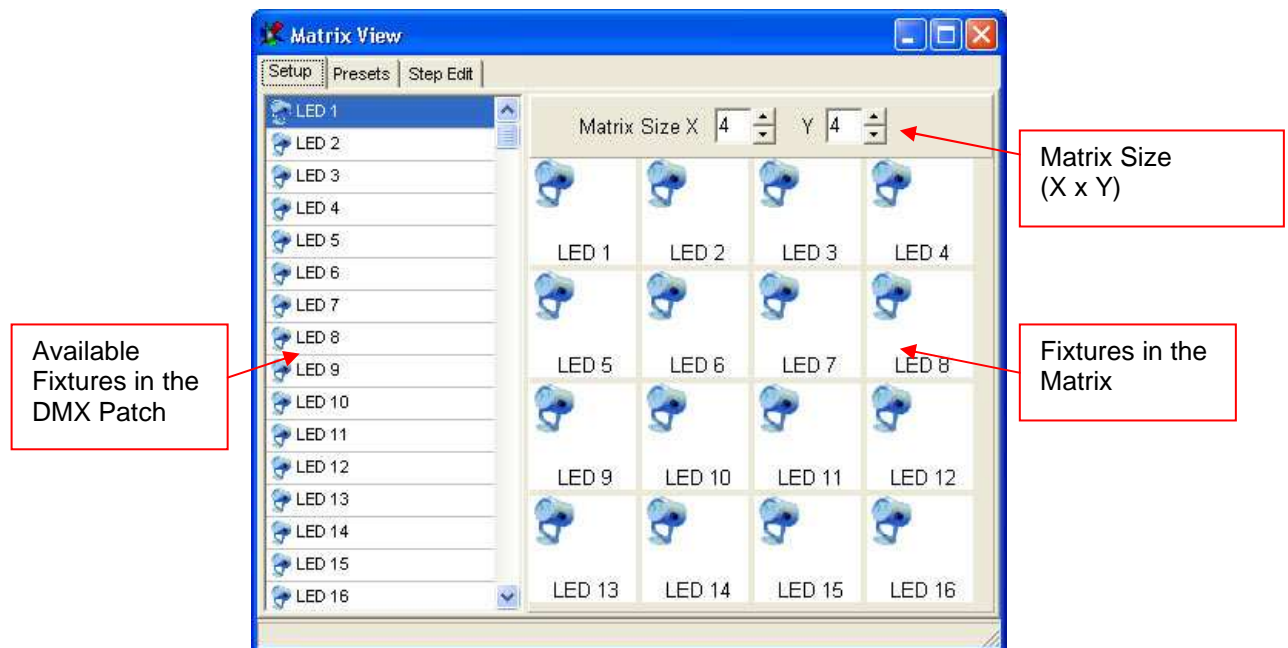 Matrix View
Setup Presets Step Edit
LED 1
LED 2
LED 3
LED 4
LED 5
LED 6
LED 7
LED 8
LED 9
LED 10
LED 11
LED 12
LED 13
LED 14
LED 15
LED 16
Matrix Size X 4 Y 4
LED 1 LED 2 LED 3 LED 4
LED 5 LED 6 LED 7 LED 8
LED 9 LED 10 LED 11 LED 12
LED 13 LED 14 LED 15 LED 16
Available
Fixtures in the
DMX Patch
Matrix Size
(X x Y)
Fixtures in the
Matrix